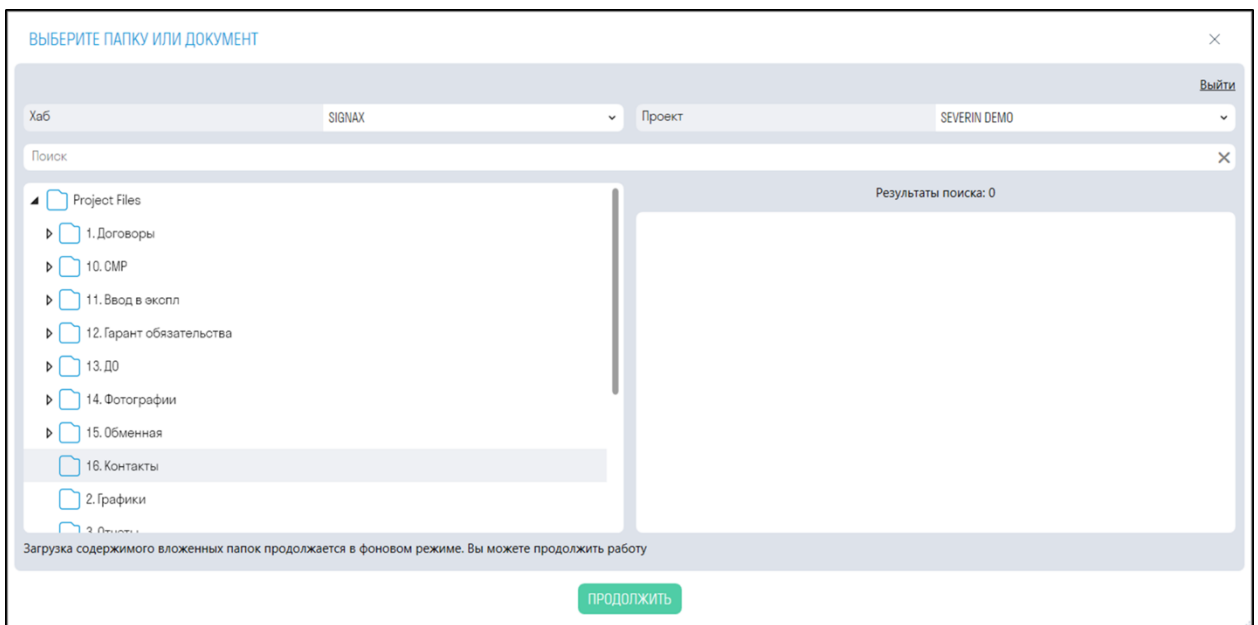 ВЫБЕРИТЕ ПАПКУ ИЛИ ДОКУМЕНТ
Выйти
Хаб SIGNAX Проект SEVERIN DEMO
Поиск
Результаты поиска: 0
Project Files
1. Договоры
10. СМР
11. Ввод в экспл
12. Гарант обязательства
13. ДО
14. Фотографии
15. Обменная
16. Контакты
2. Графики
3. Отчеты
Загрузка содержимого вложенных папок продолжается в фоновом режиме. Вы можете продолжить работу
ПРОДОЛЖИТЬ